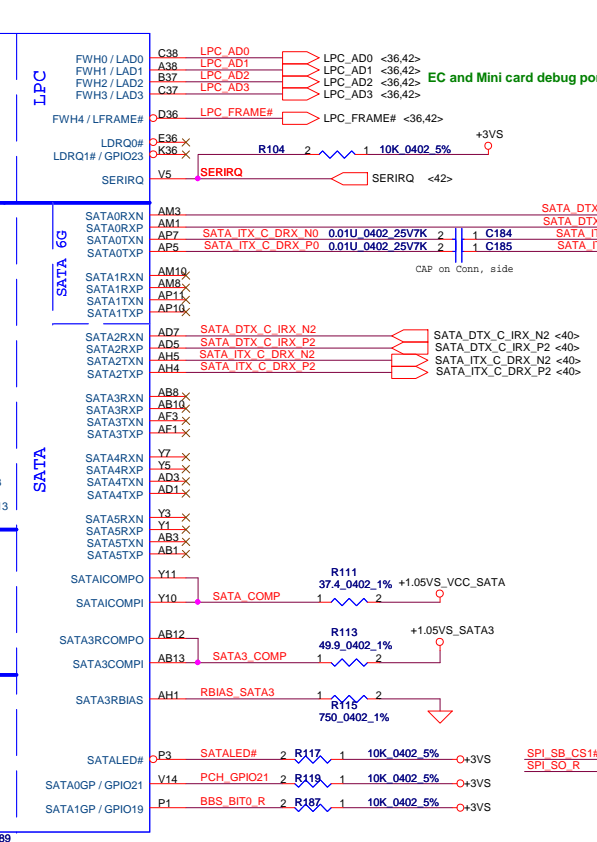 LPC
FWH0 / LAD0 C38 LPC_AD0 LPC_AD0 <36,42>
FWH1 / LAD1 A38 LPC_AD1 LPC_AD1 <36,42>
FWH2 / LAD2 B37 LPC_AD2 LPC_AD2 <36,42>
FWH3 / LAD3 C37 LPC_AD3 LPC_AD3 <36,42>
EC and Mini card debug po
FWH4 / LFRAME# D36 LPC_FRAME# LPC_FRAME# <36,42>
LDRQ0# E36
LDRQ1# / GPIO23 K36
R104 2 1 10K_0402_5% +3VS
SERIRQ V5 SERIRQ SERIRQ <42>
SATA 6G
SATA0RXN AM3 SATA_DTX
SATA0RXP AM1 SATA_DTX
SATA0TXN AP7 SATA_ITX_C_DRX_N0 0.01U_0402_25V7K 2 1 C184 SATA_IT
SATA0TXP AP5 SATA_ITX_C_DRX_P0 0.01U_0402_25V7K 2 1 C185 SATA_I
CAP on Conn, side
SATA1RXN AM10
SATA1RXP AM8
SATA1TXN AP11
SATA1TXP AP10
SATA
SATA2RXN AD7 SATA_DTX_C_IRX_N2 SATA_DTX_C_IRX_N2 <40>
SATA2RXP AD5 SATA_DTX_C_IRX_P2 SATA_DTX_C_IRX_P2 <40>
SATA2TXN AH5 SATA_ITX_C_DRX_N2 SATA_ITX_C_DRX_N2 <40>
SATA2TXP AH4 SATA_ITX_C_DRX_P2 SATA_ITX_C_DRX_P2 <40>
SATA3RXN AB8
SATA3RXP AB10
SATA3TXN AF3
SATA3TXP AF1
SATA4RXN Y7
SATA4RXP Y5
SATA4TXN AD3
SATA4TXP AD1
13
SATA5RXN Y3
SATA5RXP Y1
SATA5TXN AB3
SATA5TXP AB1
R111
37.4_0402_1%
+1.05VS_VCC_SATA
SATAICOMPO Y11
SATAICOMPI Y10 SATA_COMP 1 2
R113
49.9_0402_1%
+1.05VS_SATA3
SATA3RCOMPO AB12
SATA3COMPI AB13 SATA3_COMP 1 2
SATA3RBIAS AH1 RBIAS_SATA3 1 2
R115
750_0402_1%
SATALED# P3 SATALED# 2 R117 1 10K_0402_5% +3VS
SPI_SB_CS1#
SPI_SO_R
SATA0GP / GPIO21 V14 PCH_GPIO21 2 R119 1 10K_0402_5% +3VS
SATA1GP / GPIO19 P1 BBS_BIT0_R 2 R187 1 10K_0402_5% +3VS
89